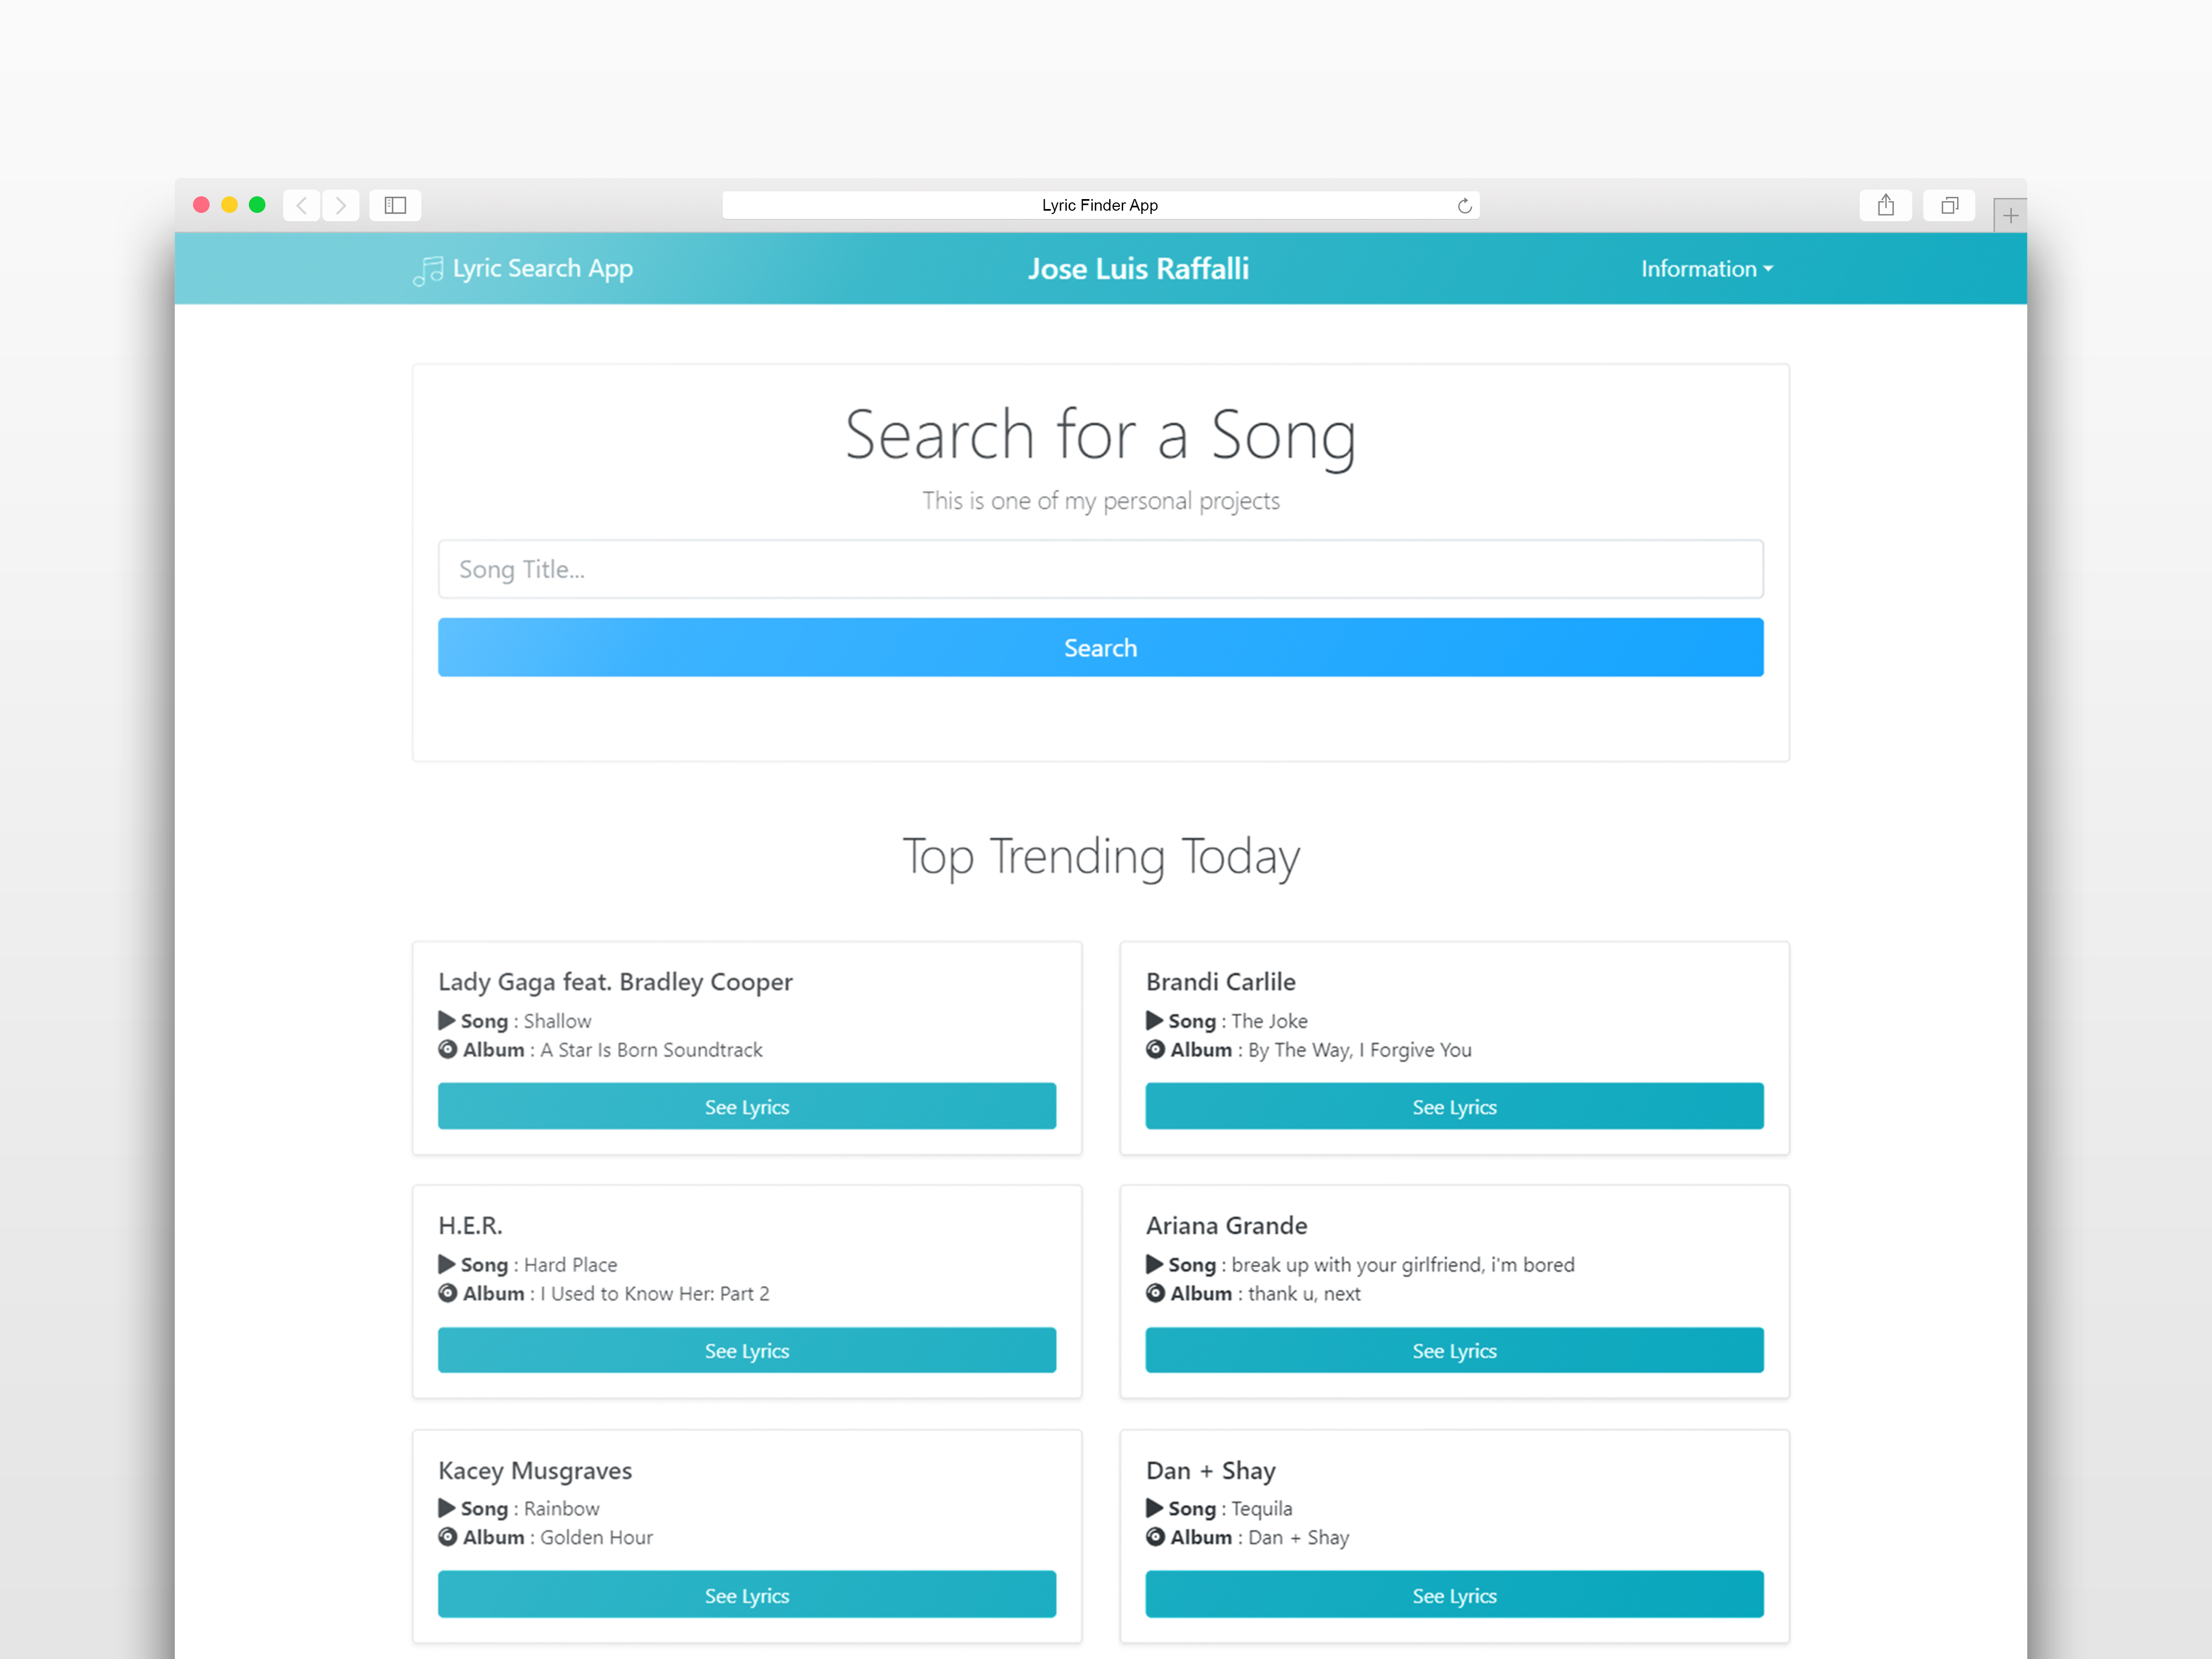 Lyric Finder App
Lyric Search App
Jose Luis Raffalli
Information
Search for a Song
This is one of my personal projects
Song Title...
Search
Top Trending Today
Lady Gaga feat. Bradley Cooper
Song : Shallow
Album : A Star Is Born Soundtrack
See Lyrics
Brandi Carlile
Song : The Joke
Album : By The Way, I Forgive You
See Lyrics
H.E.R.
Song : Hard Place
Album : I Used to Know Her: Part 2
See Lyrics
Ariana Grande
Song : break up with your girlfriend, i'm bored
Album : thank u, next
See Lyrics
Kacey Musgraves
Song : Rainbow
Album : Golden Hour
See Lyrics
Dan + Shay
Song : Tequila
Album : Dan + Shay
See Lyrics